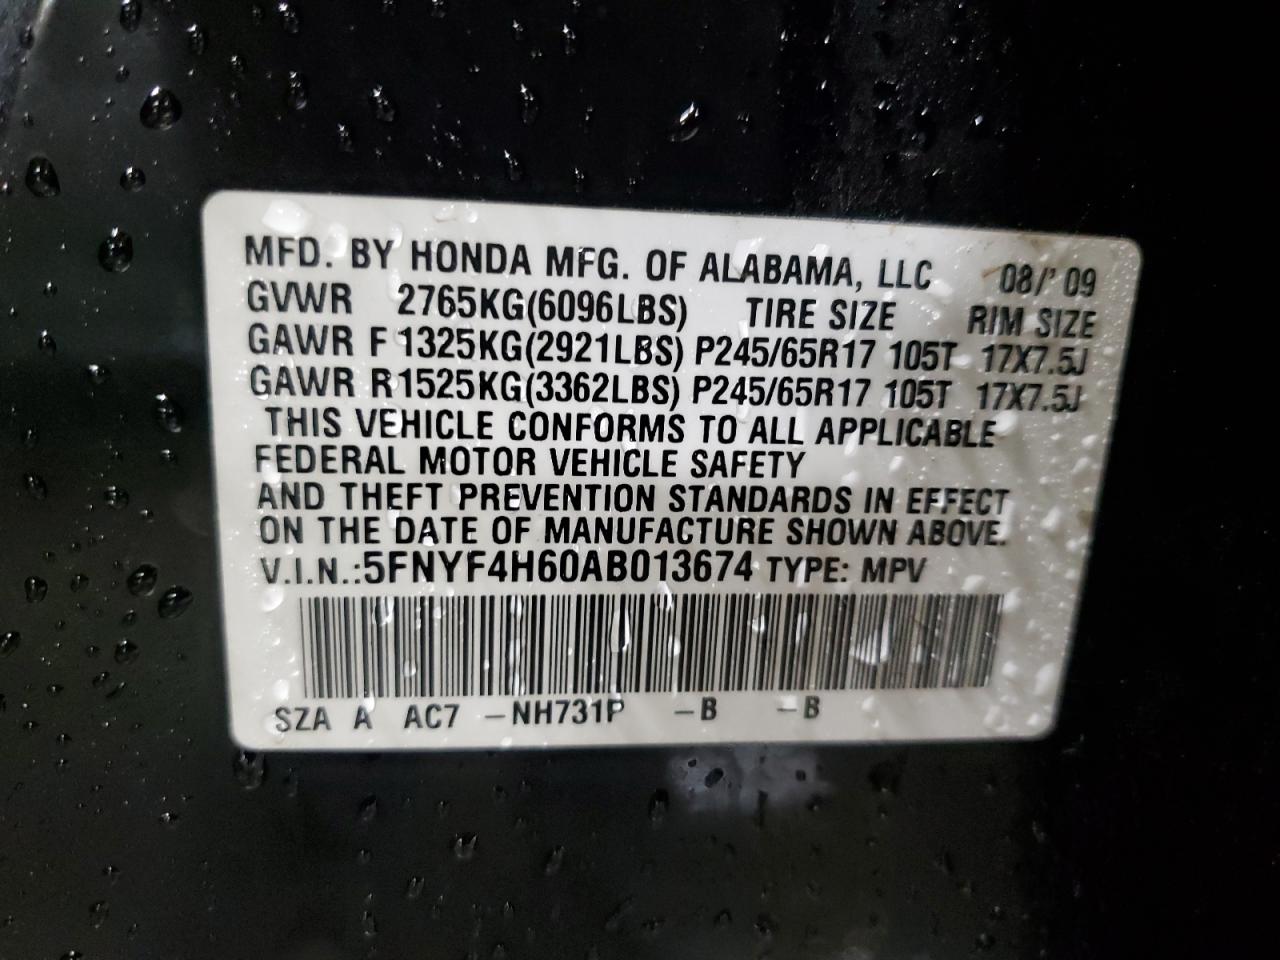 MFD. BY HONDA MFG. OF ALABAMA, LLC 08/'09
GVWR 2765KG(6096LBS) TIRE SIZE RIM SIZE
GAWR F 1325KG(2921LBS) P245/65R17 105T 17X7.5J
GAWR R 1525KG(3362LBS) P245/65R17 105T 17X7.5J
THIS VEHICLE CONFORMS TO ALL APPLICABLE
FEDERAL MOTOR VEHICLE SAFETY
AND THEFT PREVENTION STANDARDS IN EFFECT
ON THE DATE OF MANUFACTURE SHOWN ABOVE.
V.I.N.:5FNYF4H60AB013674 TYPE: MPV
SZA A AC7 -NH731P -B -B